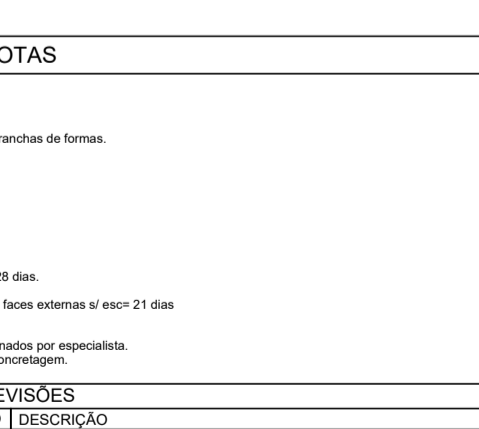 OTAS
ranchas de formas.
28 dias.
faces externas s/ esc= 21 dias
nados por especialista.
oncretagem.
EVISÕES
DESCRIÇÃO